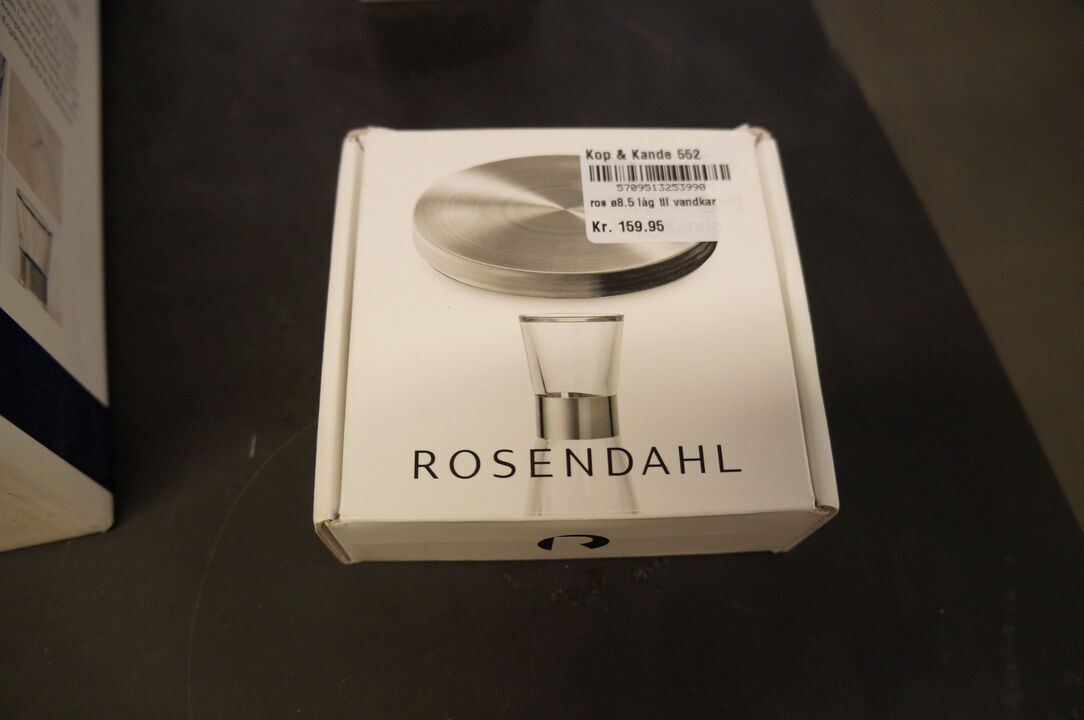 Kop & Kande 552
5709513253990
ros ø8.5 låg til vandkar
Kr. 159.95
ROSENDAHL